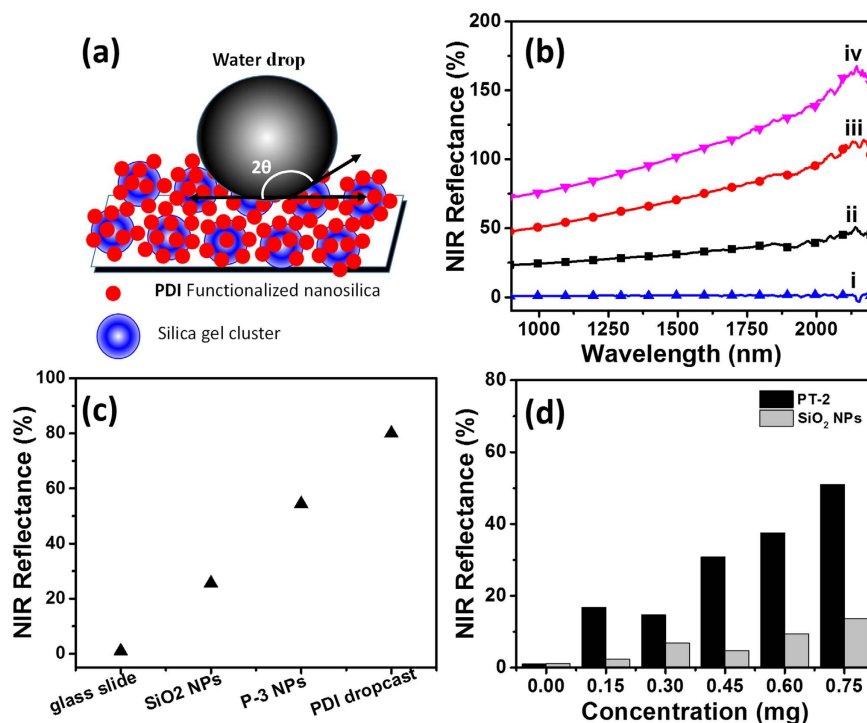 (a)
Water drop
2θ
PDI Functionalized nanosilica
Silica gel cluster
(b)
NIR Reflectance (%)
200
150
100
50
0
iv
iii
ii
i
1000 1250 1500 1750 2000
Wavelength (nm)
(c)
NIR Reflectance (%)
100
80
60
40
20
0
glass slide SiO2 NPs P-3 NPs PDI dropcast
(d)
NIR Reflectance (%)
80
60
40
20
0
PT-2
SiO₂ NPs
0.00 0.15 0.30 0.45 0.60 0.75
Concentration (mg)